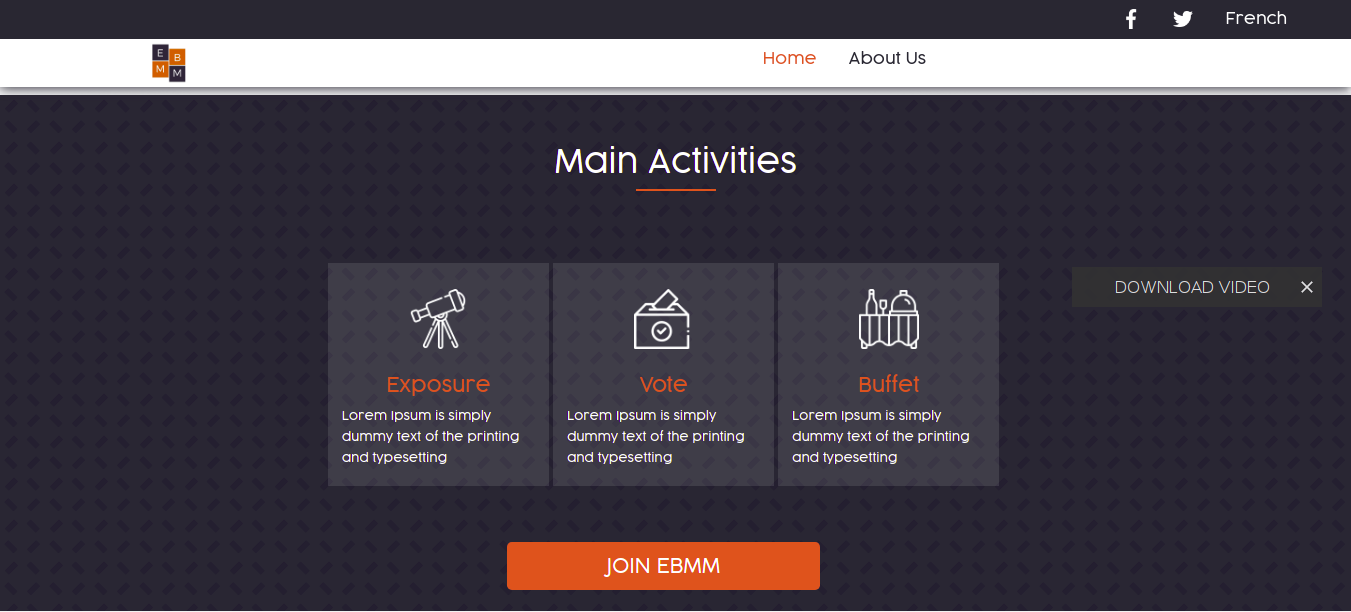 French
E
B
M
M
Home
About Us
Main Activities
DOWNLOAD VIDEO
Exposure
Vote
Buffet
Lorem Ipsum is simply
dummy text of the printing
and typesetting
Lorem Ipsum is simply
dummy text of the printing
and typesetting
Lorem Ipsum is simply
dummy text of the printing
and typesetting
JOIN EBMM